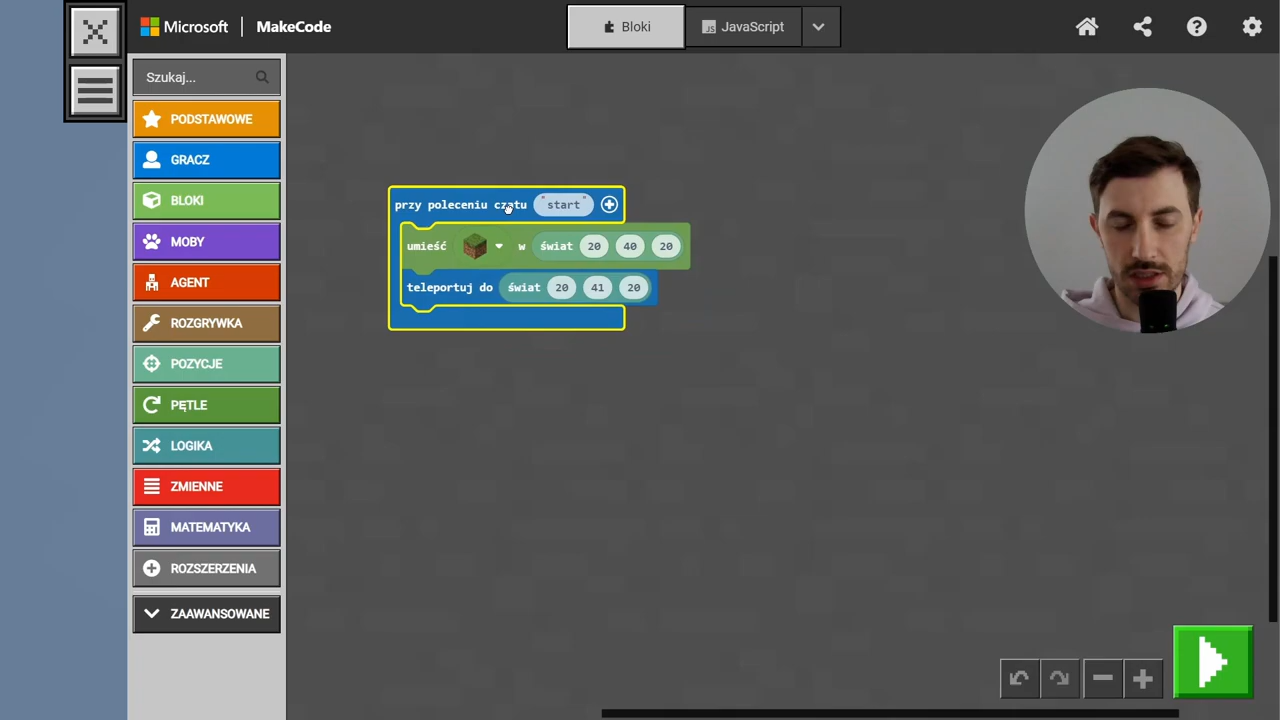 Microsoft MakeCode
Bloki
JavaScript
Szukaj...
PODSTAWOWE
GRACZ
BLOKI
MOBY
AGENT
ROZGRYWKA
POZYCJE
PĘTLE
LOGIKA
ZMIENNE
MATEMATYKA
ROZSZERZENIA
ZAAWANSOWANE
przy poleceniu czatu "start"
umieść w świat 20 40 20
teleportuj do świat 20 41 20